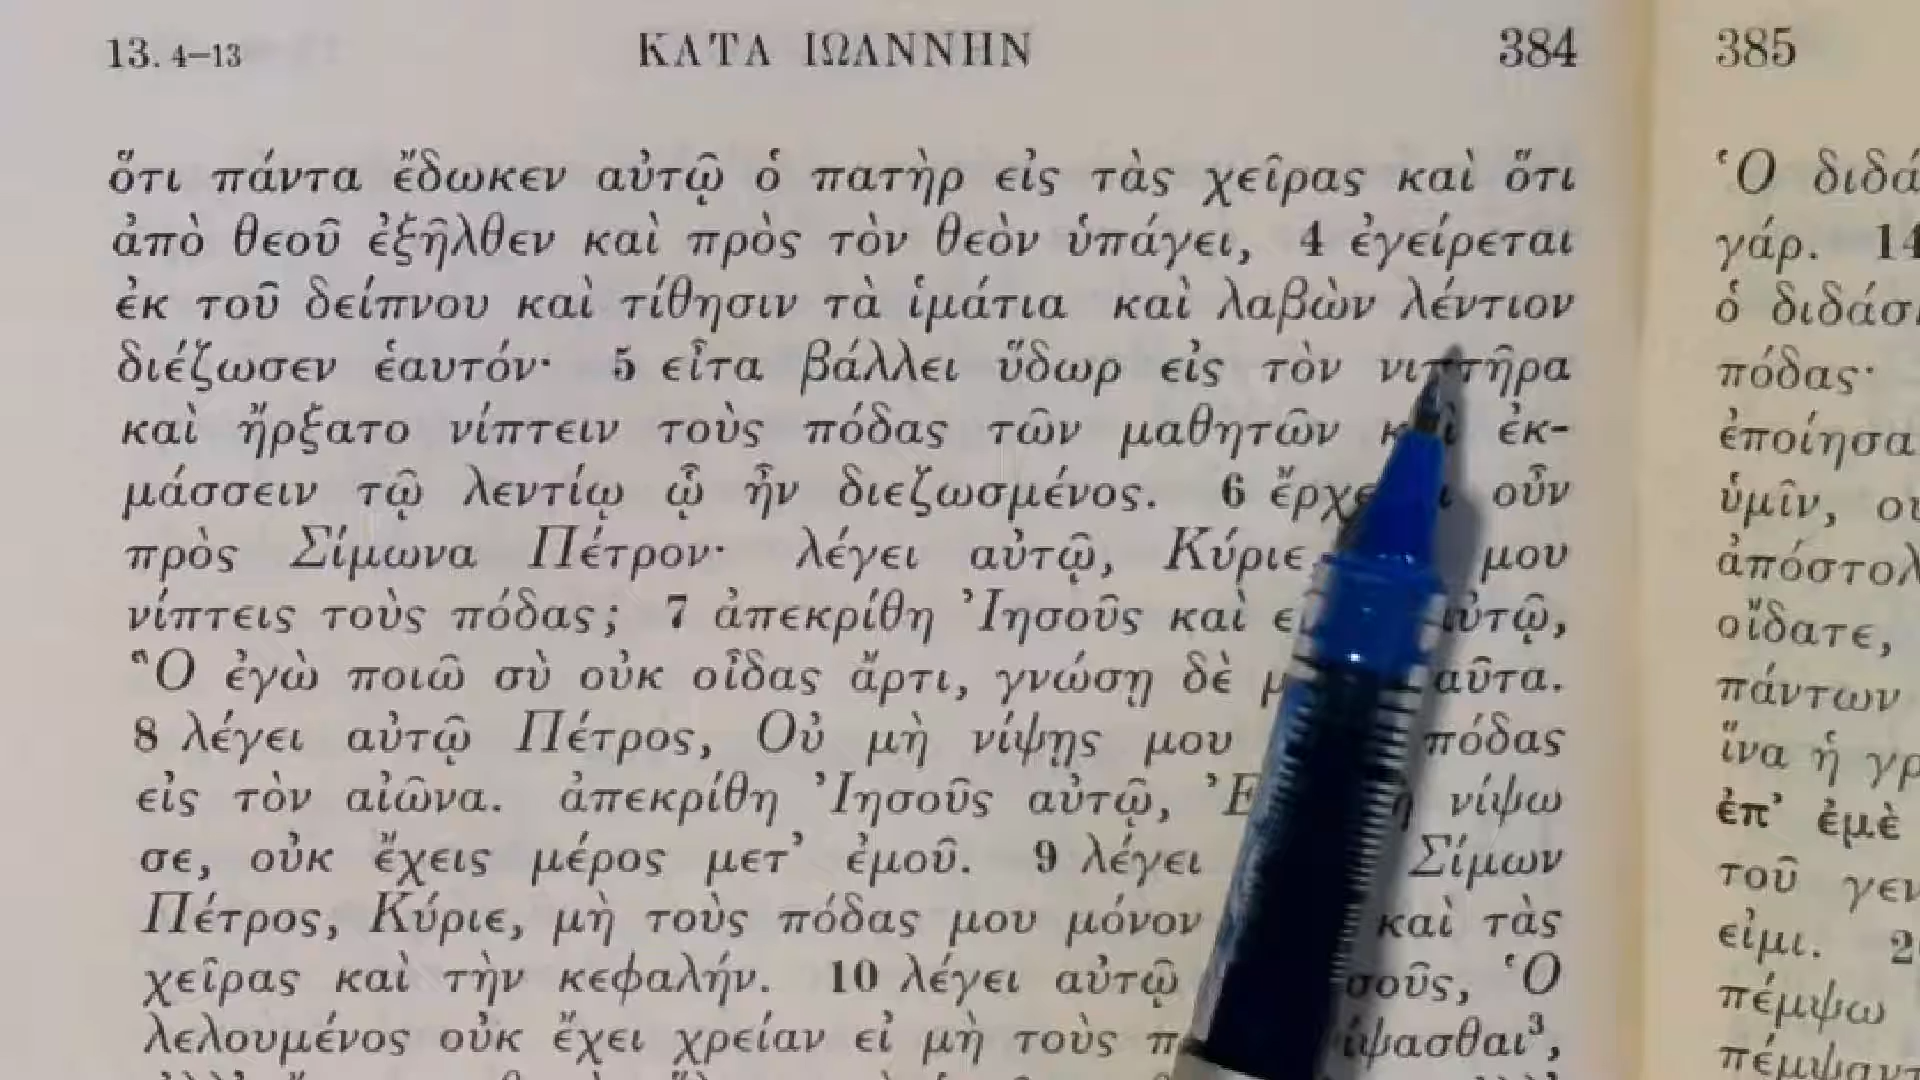 13. 4–13 ΚΑΤΑ ΙΩΑΝΝΗΝ 384
ὅτι πάντα ἔδωκεν αὐτῷ ὁ πατὴρ εἰς τὰς χεῖρας καὶ ὅτι
ἀπὸ θεοῦ ἐξῆλθεν καὶ πρὸς τὸν θεὸν ὑπάγει, 4 ἐγείρεται
ἐκ τοῦ δείπνου καὶ τίθησιν τὰ ἱμάτια καὶ λαβὼν λέντιον
διέζωσεν ἑαυτόν· 5 εἶτα βάλλει ὕδωρ εἰς τὸν νιπτῆρα
καὶ ἤρξατο νίπτειν τοὺς πόδας τῶν μαθητῶν καὶ ἐκ-
μάσσειν τῷ λεντίῳ ᾧ ἦν διεζωσμένος. 6 οὖν
πρὸς Σίμωνα Πέτρον· λέγει αὐτῷ, Κύριε μου
νίπτεις τοὺς πόδας; 7 ἀπεκρίθη Ἰησοῦς καὶ αὐτῷ,
Ὃ ἐγὼ ποιῶ σὺ οὐκ οἶδας ἄρτι, γνώσῃ δὲ
8 λέγει αὐτῷ Πέτρος, Οὐ μὴ νίψῃς μου πόδας
εἰς τὸν αἰῶνα. ἀπεκρίθη Ἰησοῦς αὐτῷ, νίψω
σε, οὐκ ἔχεις μέρος μετ’ ἐμοῦ. 9 λέγει Σίμων
Πέτρος, Κύριε, μὴ τοὺς πόδας μου μόνον καὶ τὰς
χεῖρας καὶ τὴν κεφαλήν. 10 λέγει αὐτῷ Ὁ
λελουμένος οὐκ ἔχει χρείαν εἰ μὴ τοὺς
385
Ὁ
γάρ. 14
ὁ
πόδας·
ἐποίησα
ὑμῖν,
οἴδατε,
πάντων
ἵνα ἡ
ἐπ’ ἐμὲ
τοῦ
εἰμι.
πέμψω